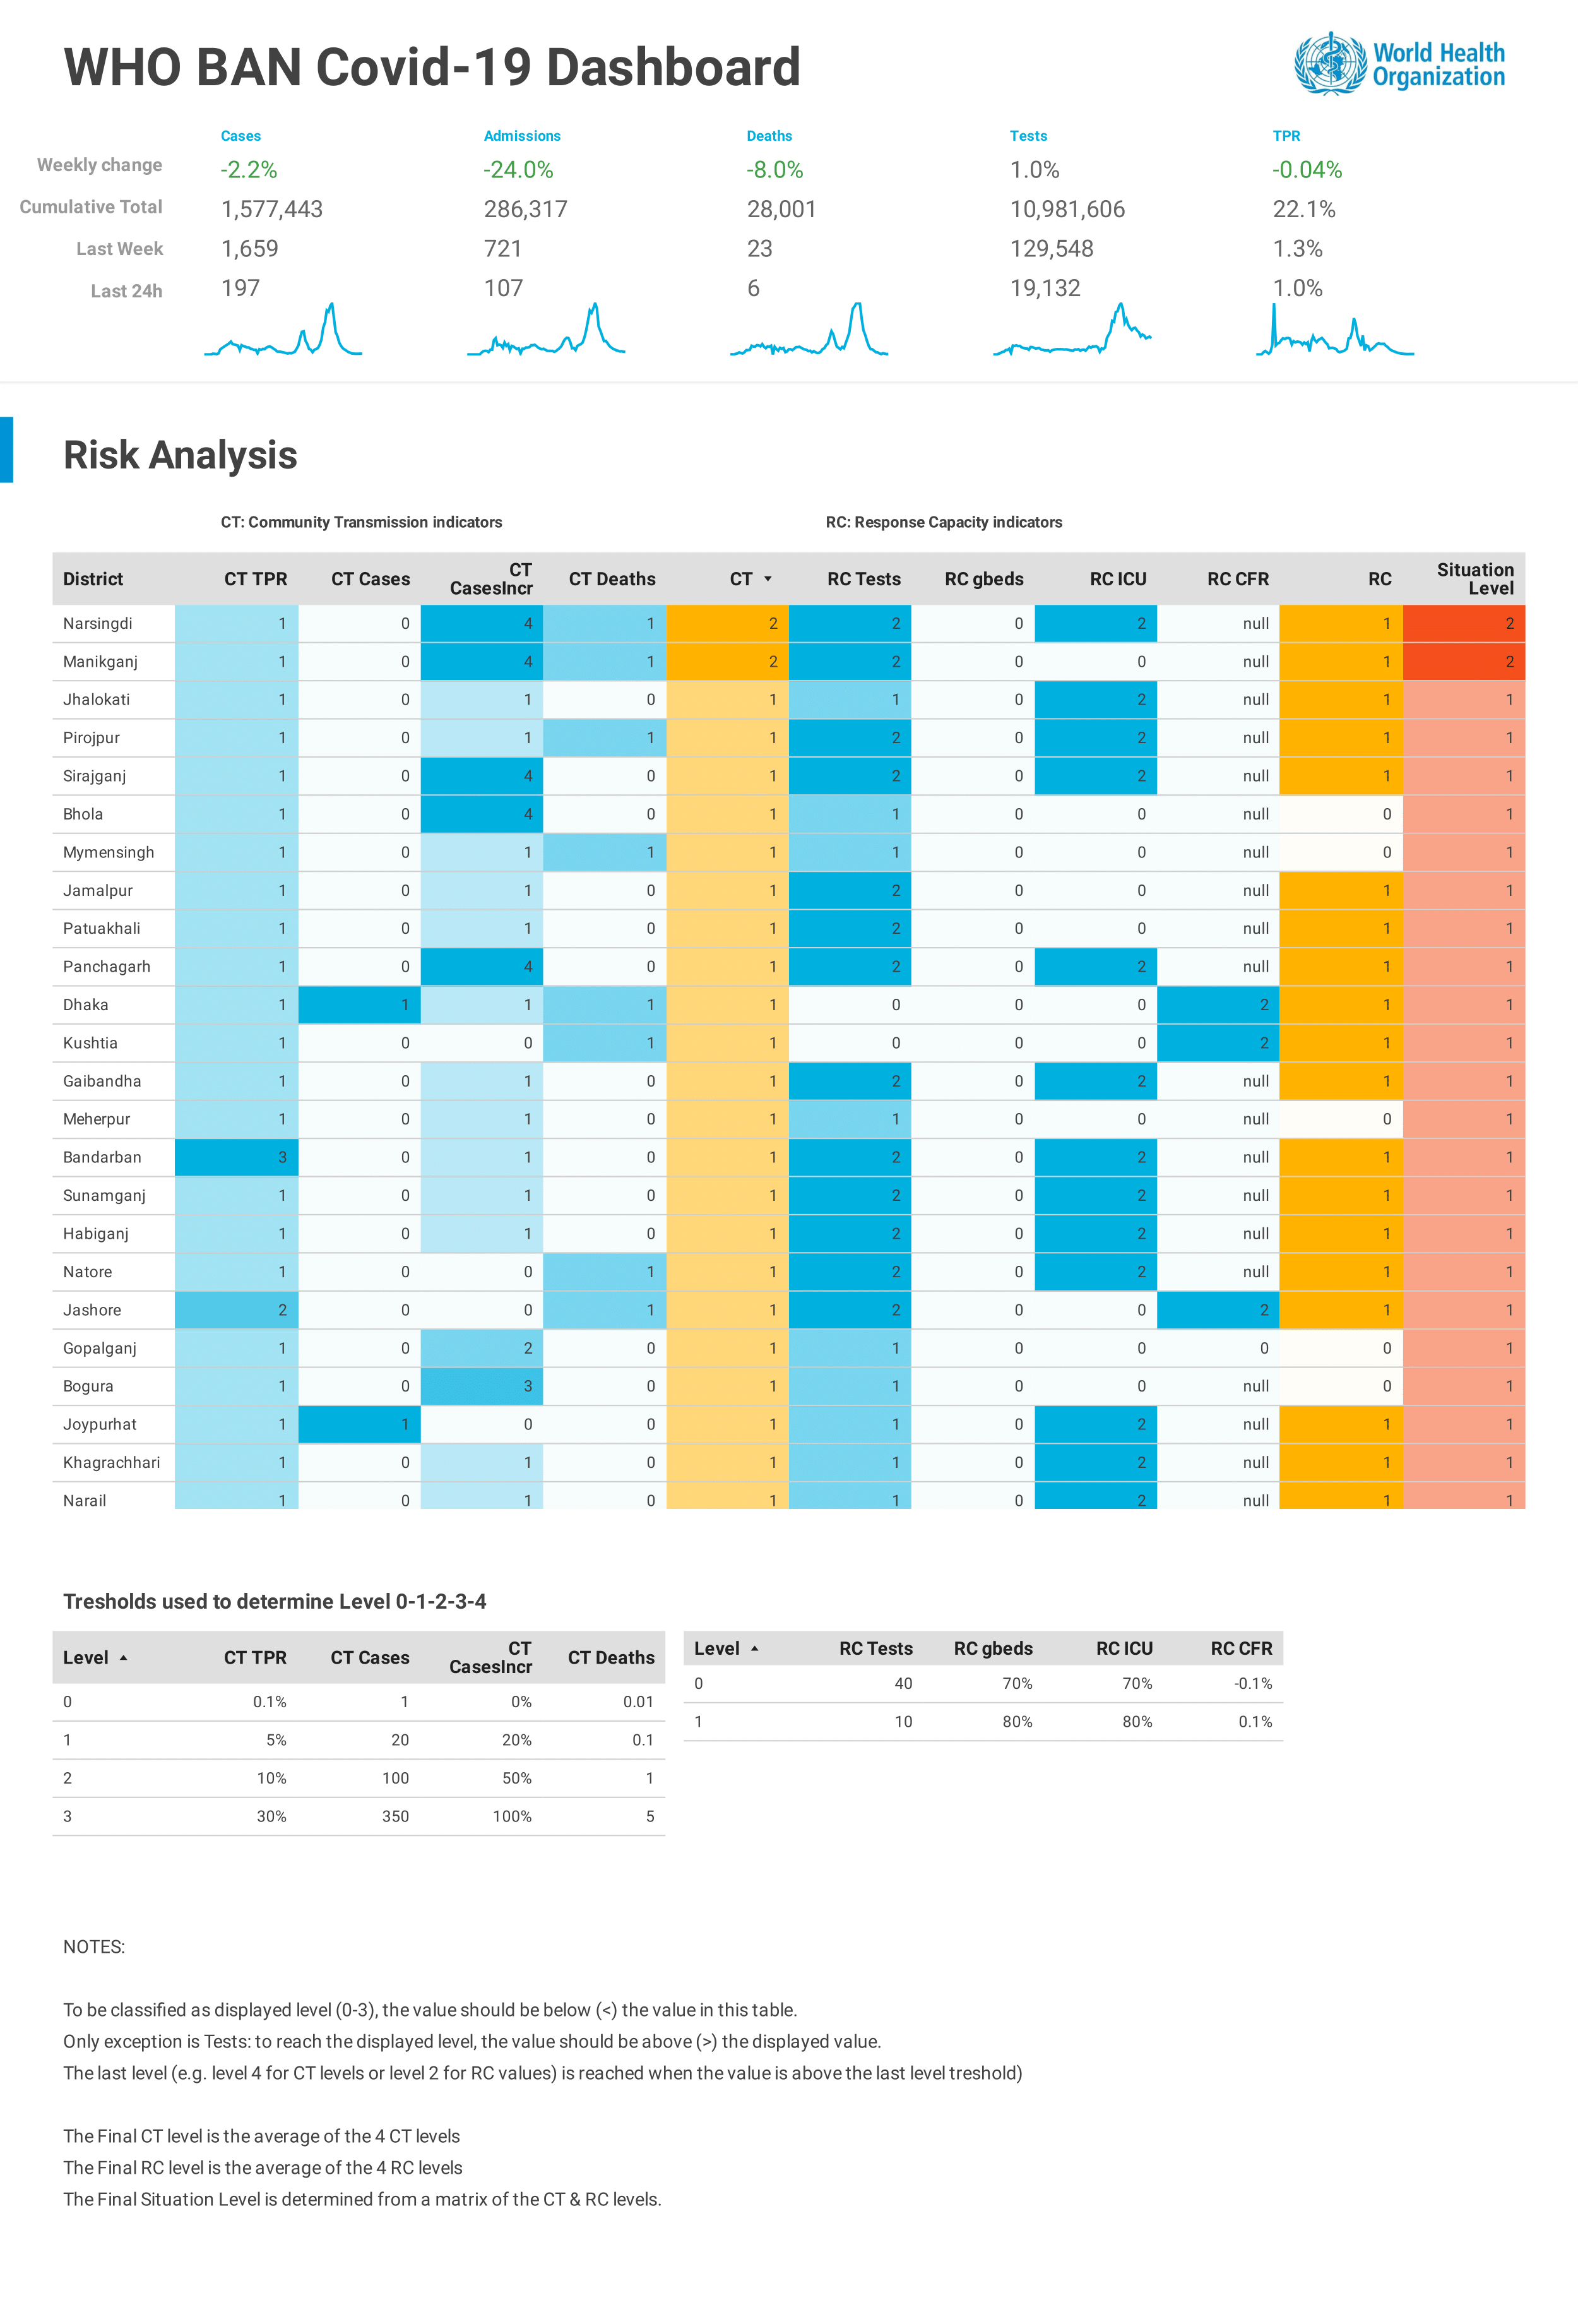 WHO BAN Covid-19 Dashboard
World Health
Organization
Cases Admissions Deaths Tests TPR
Weekly change -2.2% -24.0% -8.0% 1.0% -0.04%
Cumulative Total 1,577,443 286,317 28,001 10,981,606 22.1%
Last Week 1,659 721 23 129,548 1.3%
Last 24h 197 107 6 19,132 1.0%
Risk Analysis
CT: Community Transmission indicators RC: Response Capacity indicators
District CT TPR CT Cases CT CasesIncr CT Deaths CT RC Tests RC gbeds RC ICU RC CFR RC Situation Level
Narsingdi 1 0 4 1 2 2 0 2 null 1 2
Manikganj 1 0 4 1 2 2 0 0 null 1 2
Jhalokati 1 0 1 0 1 1 0 2 null 1 1
Pirojpur 1 0 1 1 1 2 0 2 null 1 1
Sirajganj 1 0 4 0 1 2 0 2 null 1 1
Bhola 1 0 4 0 1 1 0 0 null 0 1
Mymensingh 1 0 1 1 1 1 0 0 null 0 1
Jamalpur 1 0 1 0 1 2 0 0 null 1 1
Patuakhali 1 0 1 0 1 2 0 0 null 1 1
Panchagarh 1 0 4 0 1 2 0 2 null 1 1
Dhaka 1 1 1 1 1 0 0 0 2 1 1
Kushtia 1 0 0 1 1 0 0 0 2 1 1
Gaibandha 1 0 1 0 1 2 0 2 null 1 1
Meherpur 1 0 1 0 1 1 0 0 null 0 1
Bandarban 3 0 1 0 1 2 0 2 null 1 1
Sunamganj 1 0 1 0 1 2 0 2 null 1 1
Habiganj 1 0 1 0 1 2 0 2 null 1 1
Natore 1 0 0 1 1 2 0 2 null 1 1
Jashore 2 0 0 1 1 2 0 0 2 1 1
Gopalganj 1 0 2 0 1 1 0 0 0 0 1
Bogura 1 0 3 0 1 1 0 0 null 0 1
Joypurhat 1 1 0 0 1 1 0 2 null 1 1
Khagrachhari 1 0 1 0 1 1 0 2 null 1 1
Narail 1 0 1 0 1 1 0 2 null 1 1
Tresholds used to determine Level 0-1-2-3-4
Level CT TPR CT Cases CT CasesIncr CT Deaths
0 0.1% 1 0% 0.01
1 5% 20 20% 0.1
2 10% 100 50% 1
3 30% 350 100% 5
Level RC Tests RC gbeds RC ICU RC CFR
0 40 70% 70% -0.1%
1 10 80% 80% 0.1%
NOTES:
To be classified as displayed level (0-3), the value should be below (<) the value in this table.
Only exception is Tests: to reach the displayed level, the value should be above (>) the displayed value.
The last level (e.g. level 4 for CT levels or level 2 for RC values) is reached when the value is above the last level treshold)
The Final CT level is the average of the 4 CT levels
The Final RC level is the average of the 4 RC levels
The Final Situation Level is determined from a matrix of the CT & RC levels.